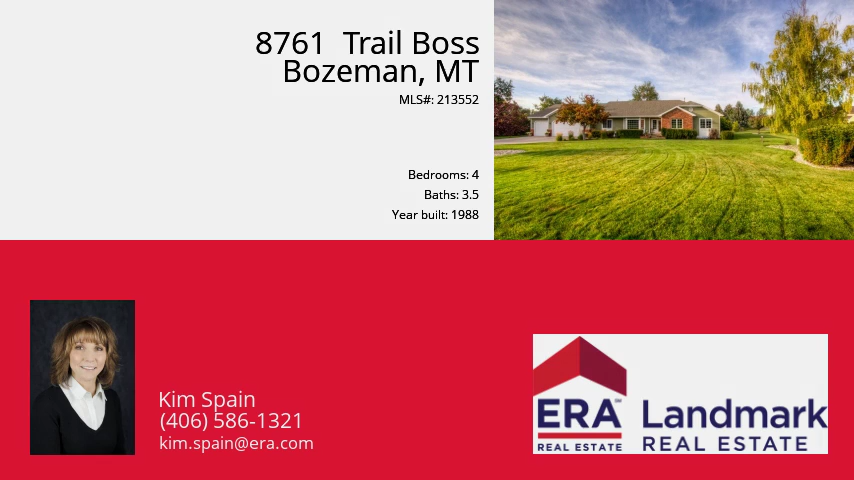 8761  Trail Boss
Bozeman, MT
MLS#: 213552
Bedrooms: 4
Baths: 3.5
Year built: 1988
Kim Spain
(406) 586-1321
kim.spain@era.com
ERA℠
REAL ESTATE
Landmark
REAL ESTATE